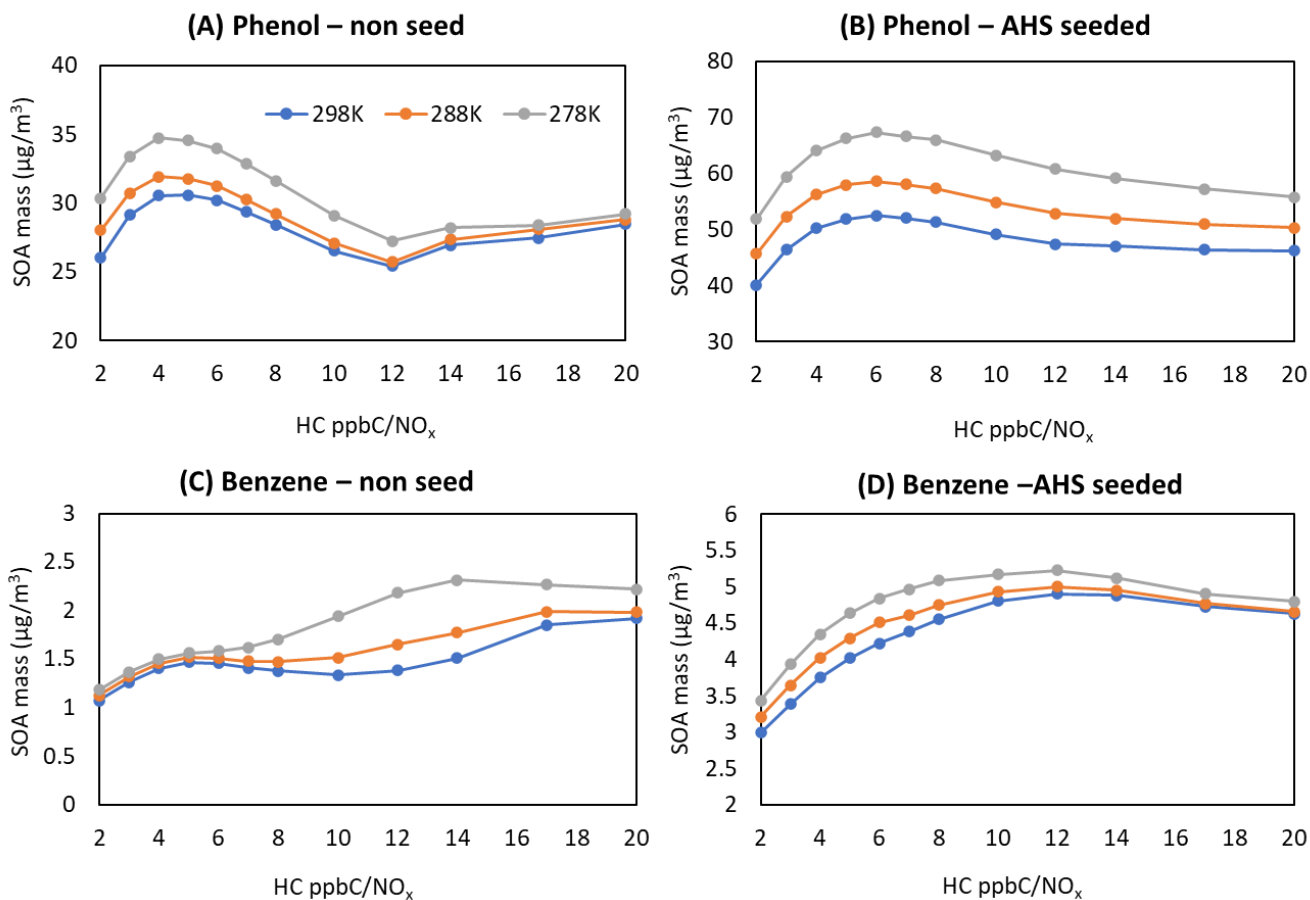 (A) Phenol – non seed
40
35
30
25
20
SOA mass (µg/m³)
298K 288K 278K
2 4 6 8 10 12 14 16 18 20
HC ppbC/NOx
(B) Phenol – AHS seeded
80
70
60
50
40
30
SOA mass (µg/m³)
2 4 6 8 10 12 14 16 18 20
HC ppbC/NOx
(C) Benzene – non seed
3
2.5
2
1.5
1
0.5
0
SOA mass (µg/m³)
2 4 6 8 10 12 14 16 18 20
HC ppbC/NOx
(D) Benzene –AHS seeded
6
5.5
5
4.5
4
3.5
3
2.5
2
SOA mass (µg/m³)
2 4 6 8 10 12 14 16 18 20
HC ppbC/NOx